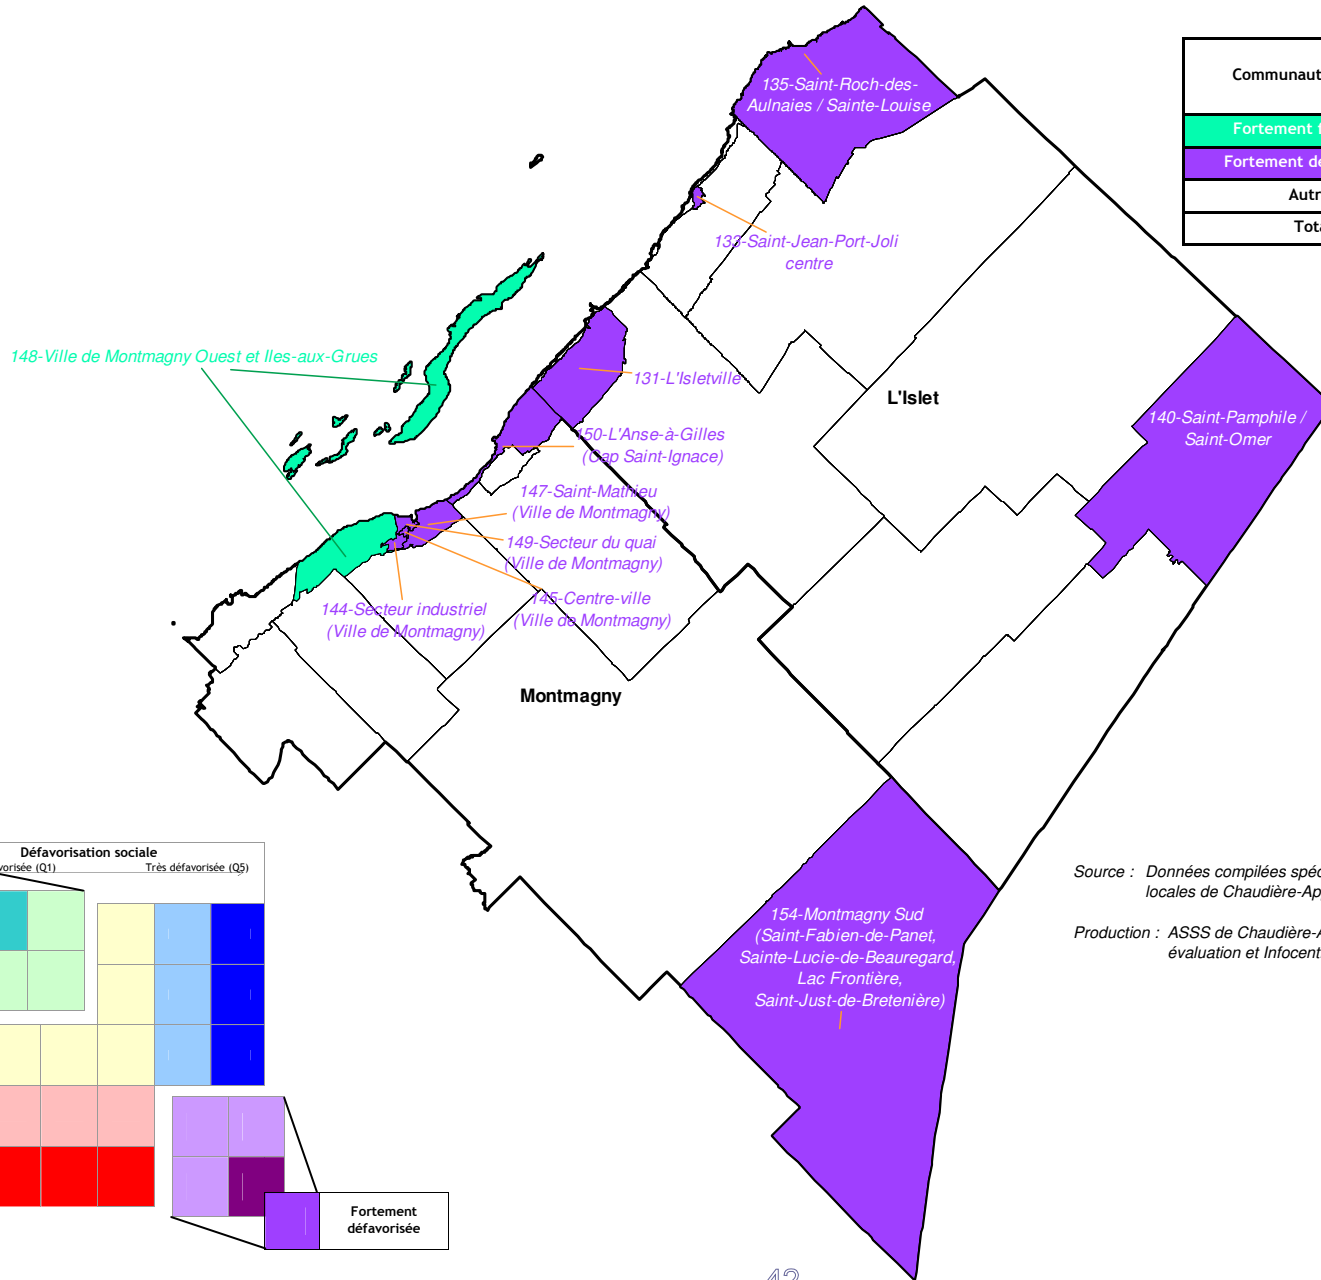 135-Saint-Roch-des-
Aulnaies / Sainte-Louise
Communaut
Fortement
Fortement
Autr
Tota
133-Saint-Jean-Port-Joli
centre
148-Ville de Montmagny Ouest et Iles-aux-Grues
131-L'Isletville
L'Islet
140-Saint-Pamphile /
Saint-Omer
150-L'Anse-à-Gilles
(Cap Saint-Ignace)
147-Saint-Mathieu
(Ville de Montmagny)
149-Secteur du quai
(Ville de Montmagny)
145-Centre-ville
(Ville de Montmagny)
144-Secteur industriel
(Ville de Montmagny)
Montmagny
Défavorisation sociale
vorisée (Q1) Très défavorisée (Q5)
Source : Données compilées spéc
locales de Chaudière-Ap
154-Montmagny Sud
(Saint-Fabien-de-Panet,
Sainte-Lucie-de-Beauregard,
Lac Frontière,
Saint-Just-de-Bretenière)
Production : ASSS de Chaudière-A
évaluation et Infocent
Fortement
défavorisée
42